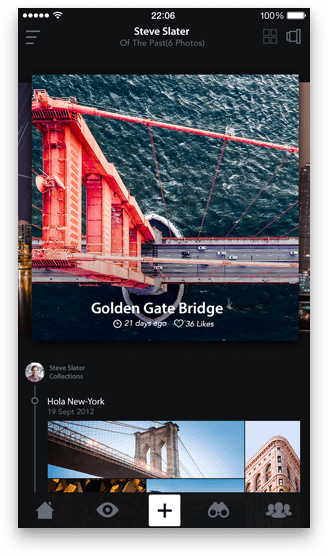 22:06
100%
Steve Slater
Of The Past(6 Photos)
Golden Gate Bridge
21 days ago 36 Likes
Steve Slater
Collections
Hola New-York
19 Sept 2012